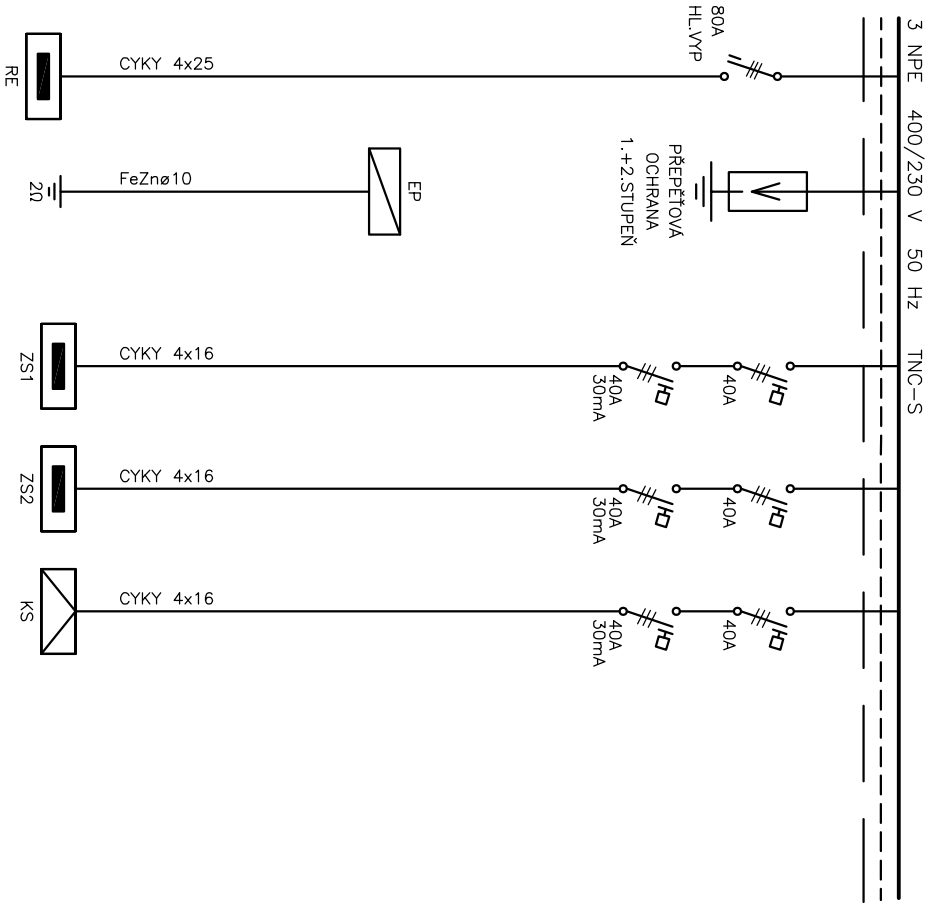 3 NPE 400/230 V 50 Hz TNC-S
80A
HL.VYP
CYKY 4x25
RE
PŘEPĚŤOVÁ
OCHRANA
1.+2.STUPEŇ
EP
FeZnø10
2Ω
40A
40A
30mA
CYKY 4x16
ZS1
40A
40A
30mA
CYKY 4x16
ZS2
40A
40A
30mA
CYKY 4x16
KS